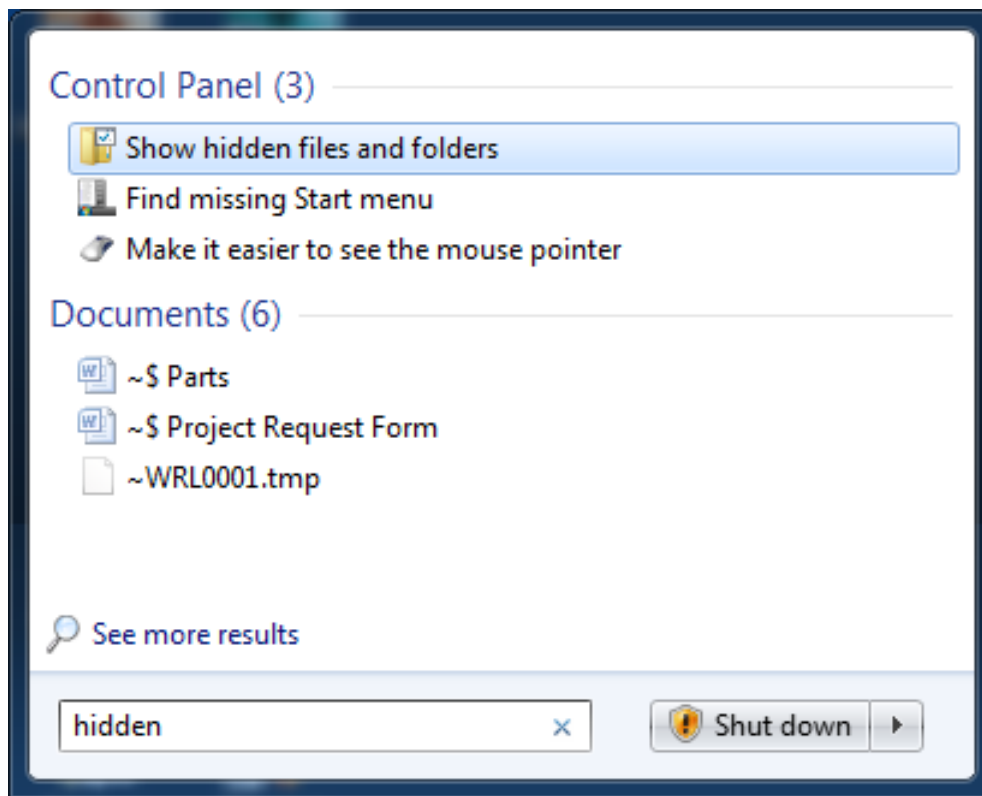 Control Panel (3)
Show hidden files and folders
Find missing Start menu
Make it easier to see the mouse pointer
Documents (6)
~$ Parts
~$ Project Request Form
~WRL0001.tmp
See more results
hidden
Shut down